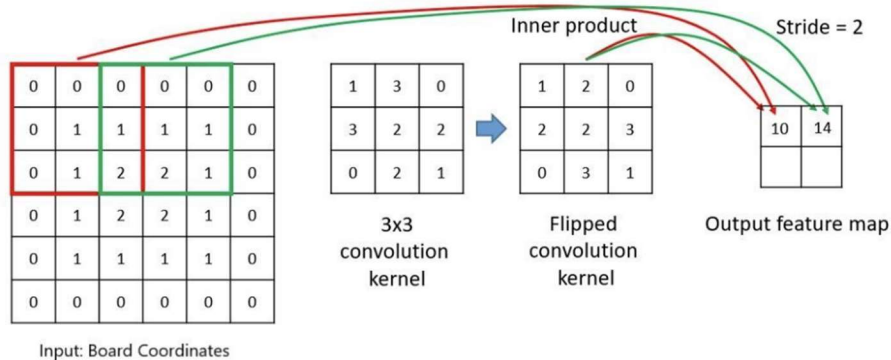 Inner product
Stride = 2
0 0 0 0 0 0
0 1 1 1 1 0
0 1 2 2 1 0
0 1 2 2 1 0
0 1 1 1 1 0
0 0 0 0 0 0
Input: Board Coordinates
1 3 0
3 2 2
0 2 1
3x3
convolution
kernel
1 2 0
2 2 3
0 3 1
Flipped
convolution
kernel
10 14
Output feature map